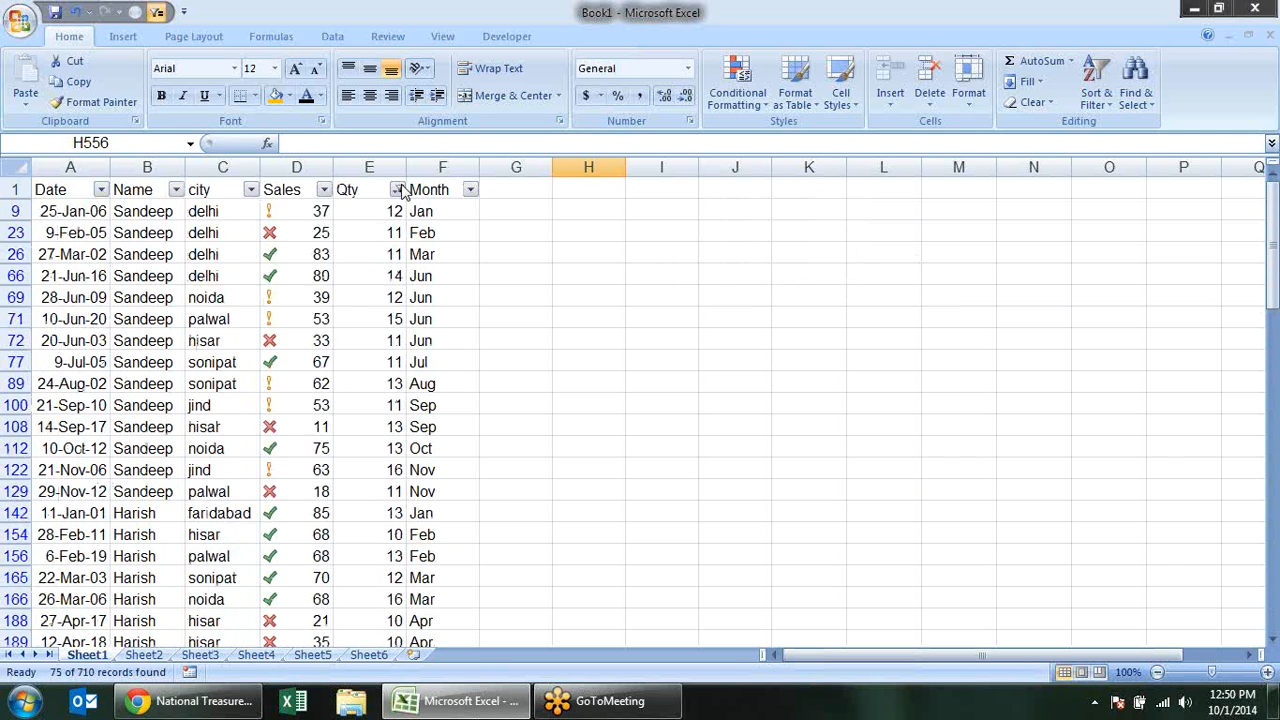 Book1 - Microsoft Excel
Home Insert Page Layout Formulas Data Review View Developer
Cut
Copy
Format Painter
Paste
Clipboard
Arial 12
B I U
Font
Wrap Text
Merge & Center
Alignment
General
$ % ,
Number
Conditional Formatting
Format as Table
Cell Styles
Styles
Insert Delete Format
Cells
AutoSum
Fill
Clear
Sort & Filter
Find & Select
Editing
H556 fx
A B C D E F G H I J K L M N O P Q
1 Date Name city Sales Qty Month
9 25-Jan-06 Sandeep delhi 37 12 Jan
23 9-Feb-05 Sandeep delhi 25 11 Feb
26 27-Mar-02 Sandeep delhi 83 11 Mar
66 21-Jun-16 Sandeep delhi 80 14 Jun
69 28-Jun-09 Sandeep noida 39 12 Jun
71 10-Jun-20 Sandeep palwal 53 15 Jun
72 20-Jun-03 Sandeep hisar 33 11 Jun
77 9-Jul-05 Sandeep sonipat 67 11 Jul
89 24-Aug-02 Sandeep sonipat 62 13 Aug
100 21-Sep-10 Sandeep jind 53 11 Sep
108 14-Sep-17 Sandeep hisar 11 13 Sep
112 10-Oct-12 Sandeep noida 75 13 Oct
122 21-Nov-06 Sandeep jind 63 16 Nov
129 29-Nov-12 Sandeep palwal 18 11 Nov
142 11-Jan-01 Harish faridabad 85 13 Jan
154 28-Feb-11 Harish hisar 68 10 Feb
156 6-Feb-19 Harish palwal 68 13 Feb
165 22-Mar-03 Harish sonipat 70 12 Mar
166 26-Mar-06 Harish noida 68 16 Mar
188 27-Apr-17 Harish hisar 21 10 Apr
189 12-Apr-18 Harish hisar 35 10 Apr
Sheet1 Sheet2 Sheet3 Sheet4 Sheet5 Sheet6
Ready 75 of 710 records found 100%
National Treasure... Microsoft Excel - ... GoToMeeting
12:50 PM
10/1/2014